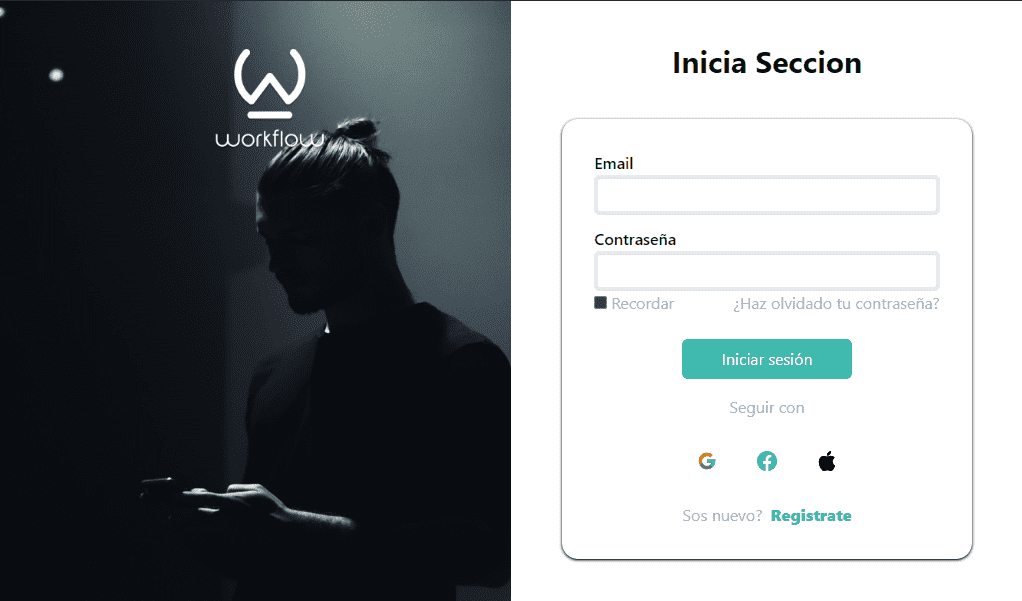 workflow
Inicia Seccion
Email
Contraseña
Recordar
¿Haz olvidado tu contraseña?
Iniciar sesión
Seguir con
Sos nuevo? Registrate